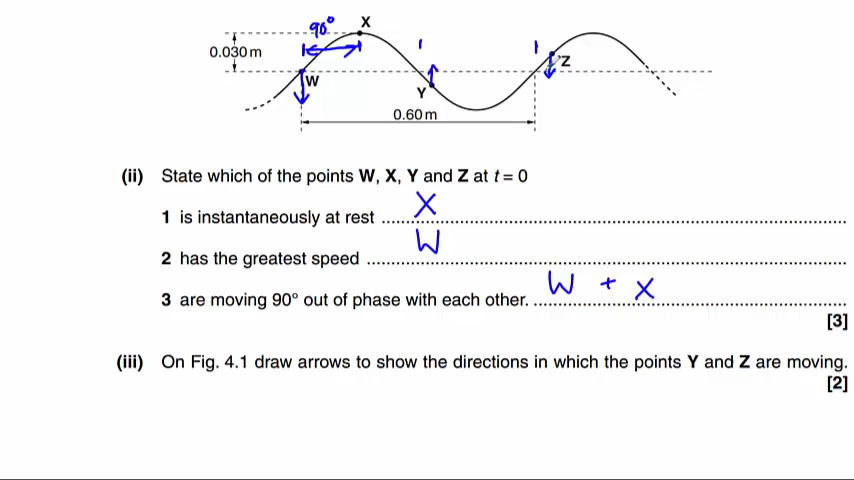 90° X
0.030 m
W
Y
Z
0.60 m
(ii) State which of the points W, X, Y and Z at t = 0
1 is instantaneously at rest ........ X ........
2 has the greatest speed ........ W ........
3 are moving 90° out of phase with each other. ........ W + X ........
[3]
(iii) On Fig. 4.1 draw arrows to show the directions in which the points Y and Z are moving.
[2]